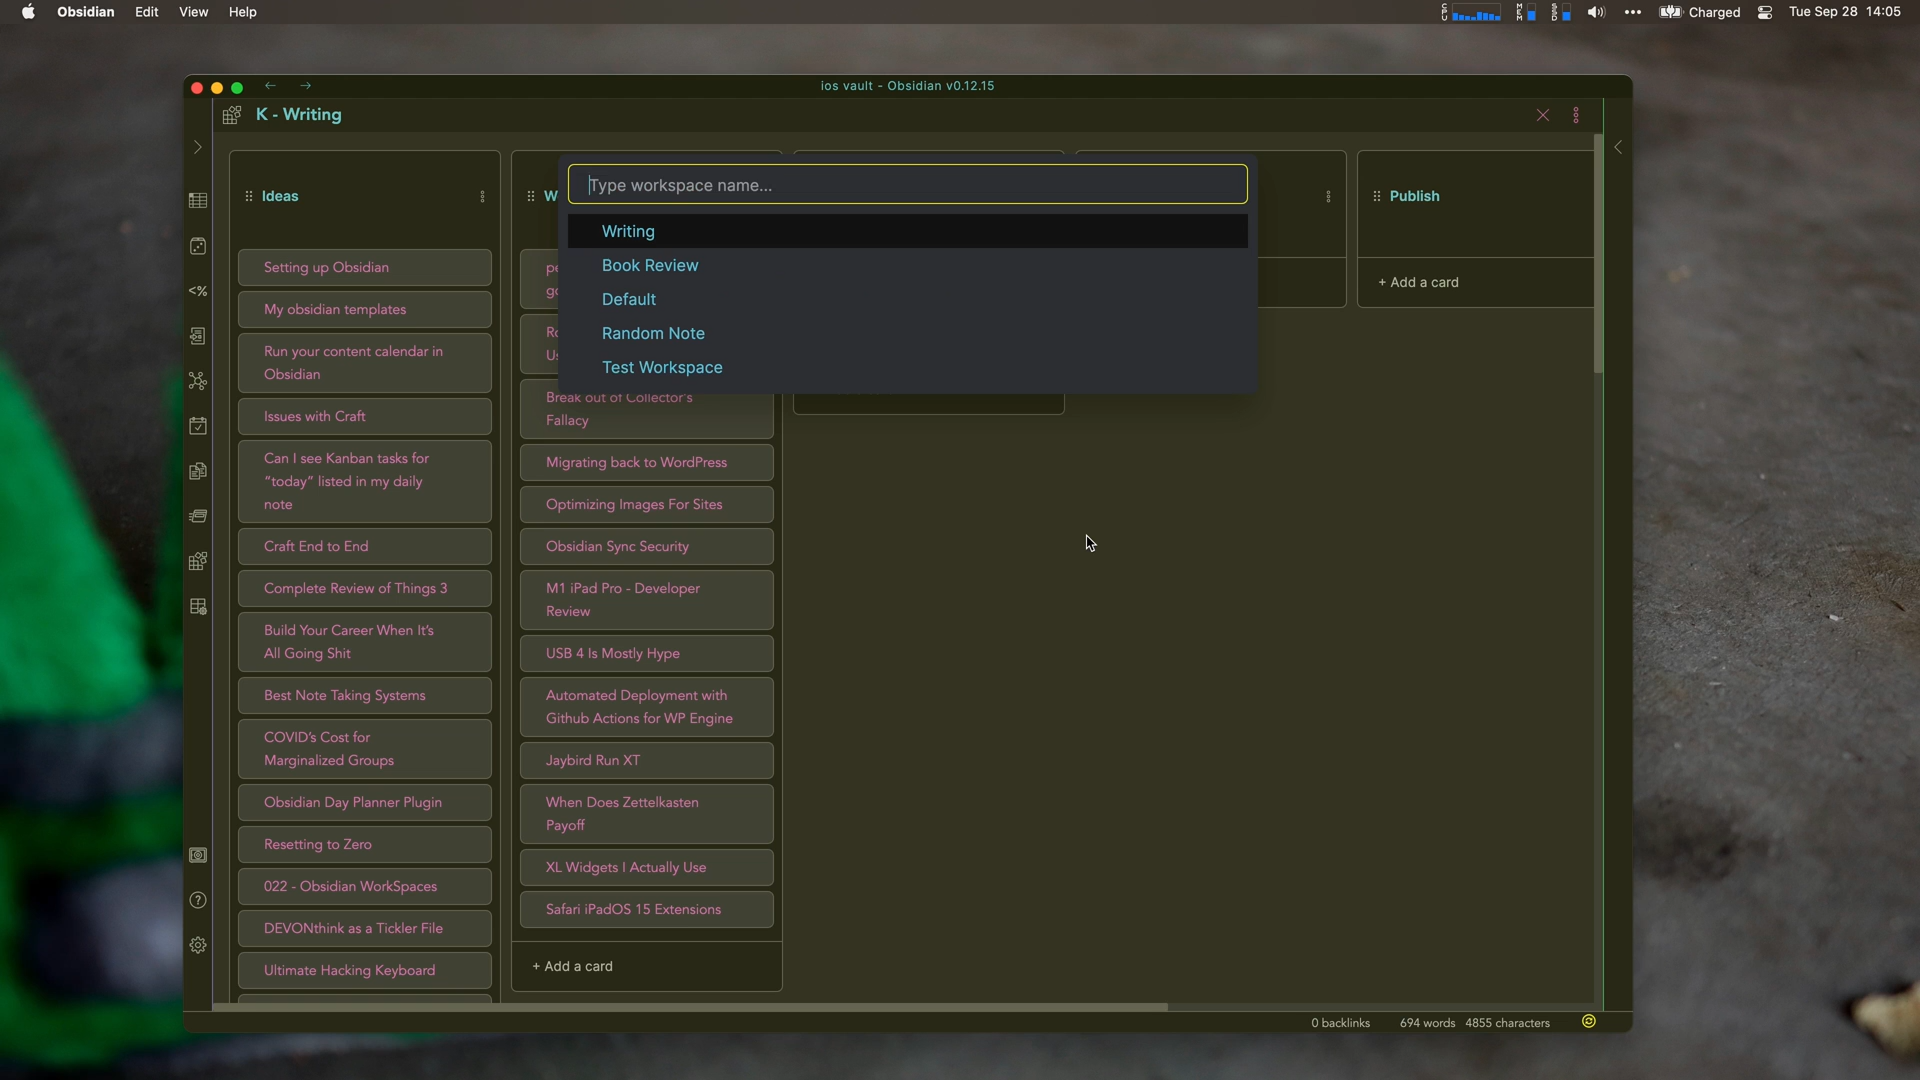 Obsidian Edit View Help
CPU MEM SSD Charged Tue Sep 28 14:05
ios vault - Obsidian v0.12.15
K - Writing
Type workspace name...
Writing
Book Review
Default
Random Note
Test Workspace
Ideas
Setting up Obsidian
My obsidian templates
Run your content calendar in
Obsidian
Issues with Craft
Can I see Kanban tasks for
“today” listed in my daily
note
Craft End to End
Complete Review of Things 3
Build Your Career When It’s
All Going Shit
Best Note Taking Systems
COVID’s Cost for
Marginalized Groups
Obsidian Day Planner Plugin
Resetting to Zero
022 - Obsidian WorkSpaces
DEVONthink as a Tickler File
Ultimate Hacking Keyboard
Break out of Collector’s
Fallacy
Migrating back to WordPress
Optimizing Images For Sites
Obsidian Sync Security
M1 iPad Pro - Developer
Review
USB 4 Is Mostly Hype
Automated Deployment with
Github Actions for WP Engine
Jaybird Run XT
When Does Zettelkasten
Payoff
XL Widgets I Actually Use
Safari iPadOS 15 Extensions
+ Add a card
Publish
+ Add a card
0 backlinks 694 words 4855 characters